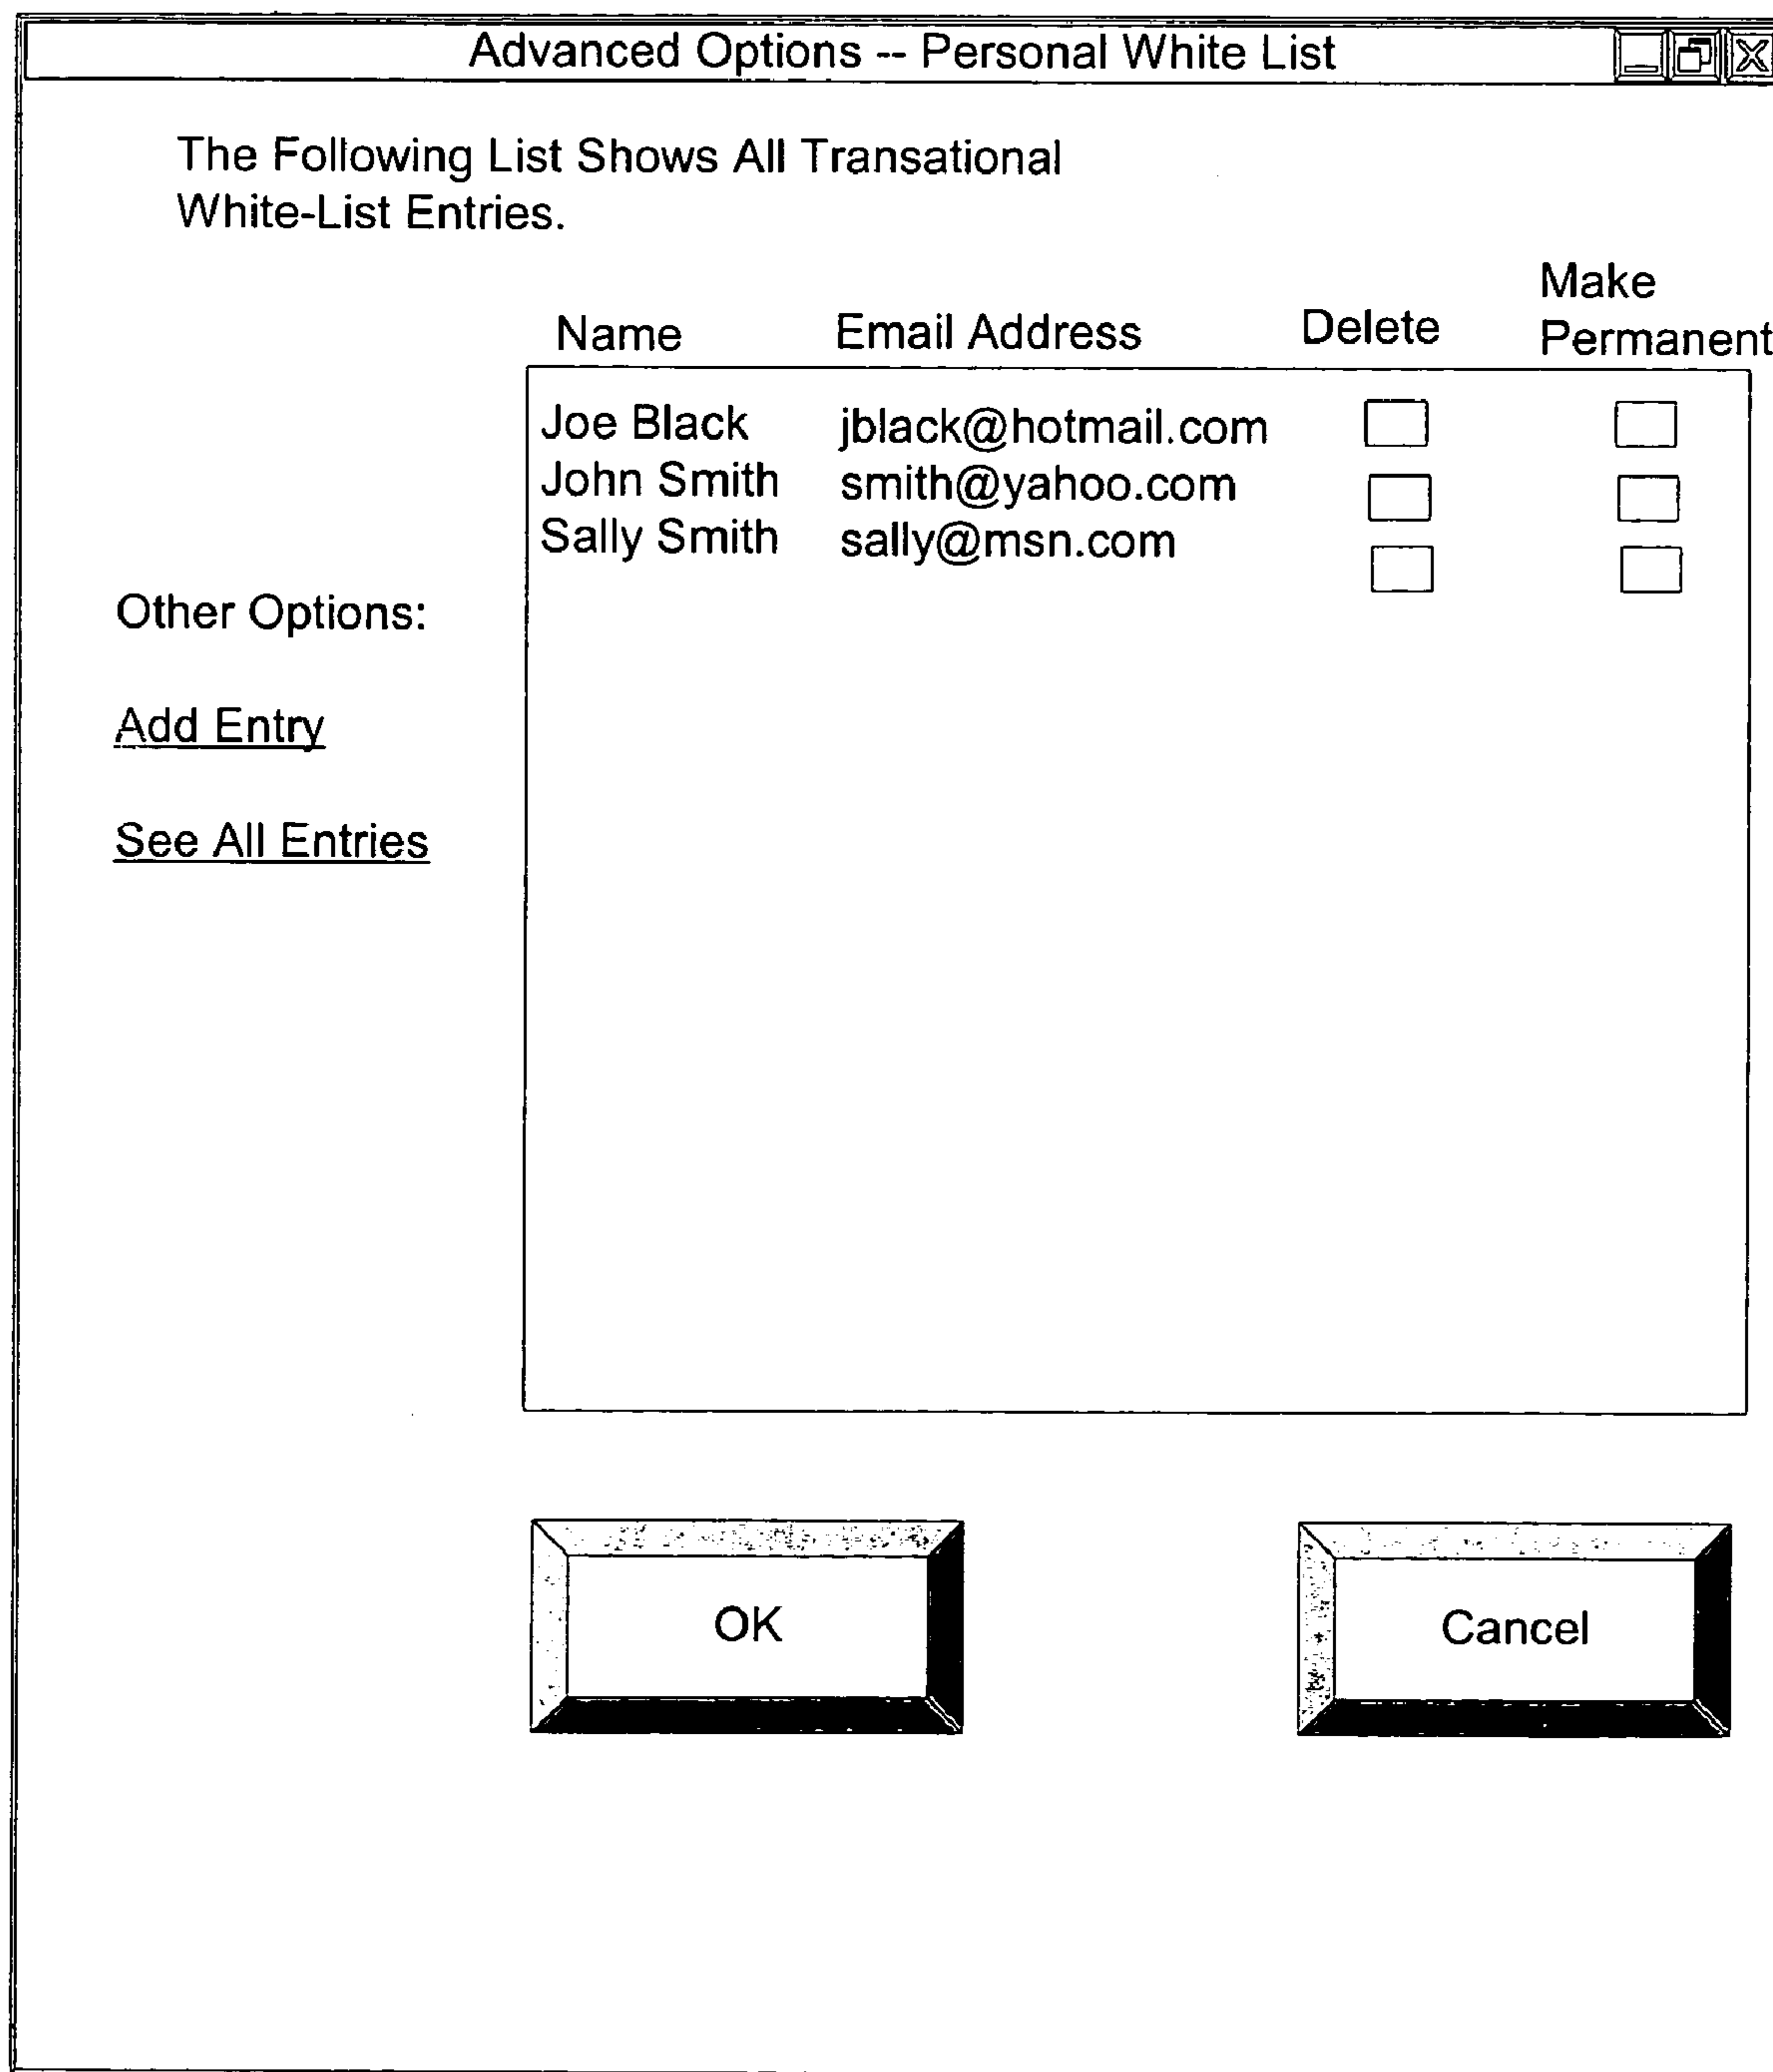 Advanced Options -- Personal White List
The Following List Shows All Transational
White-List Entries.
Name Email Address Delete Make Permanent
Joe Black jblack@hotmail.com
John Smith smith@yahoo.com
Sally Smith sally@msn.com
Other Options:
Add Entry
See All Entries
OK Cancel